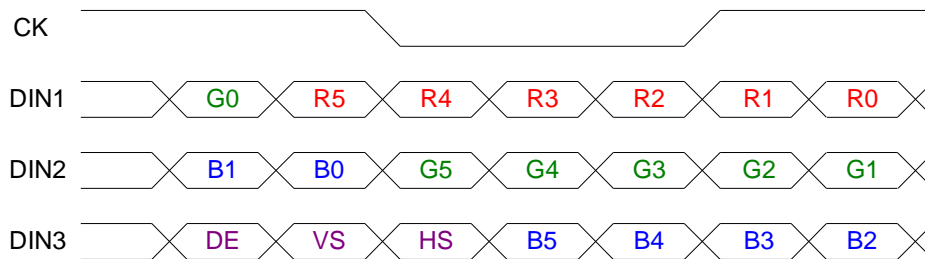 CK
DIN1 G0 R5 R4 R3 R2 R1 R0
DIN2 B1 B0 G5 G4 G3 G2 G1
DIN3 DE VS HS B5 B4 B3 B2